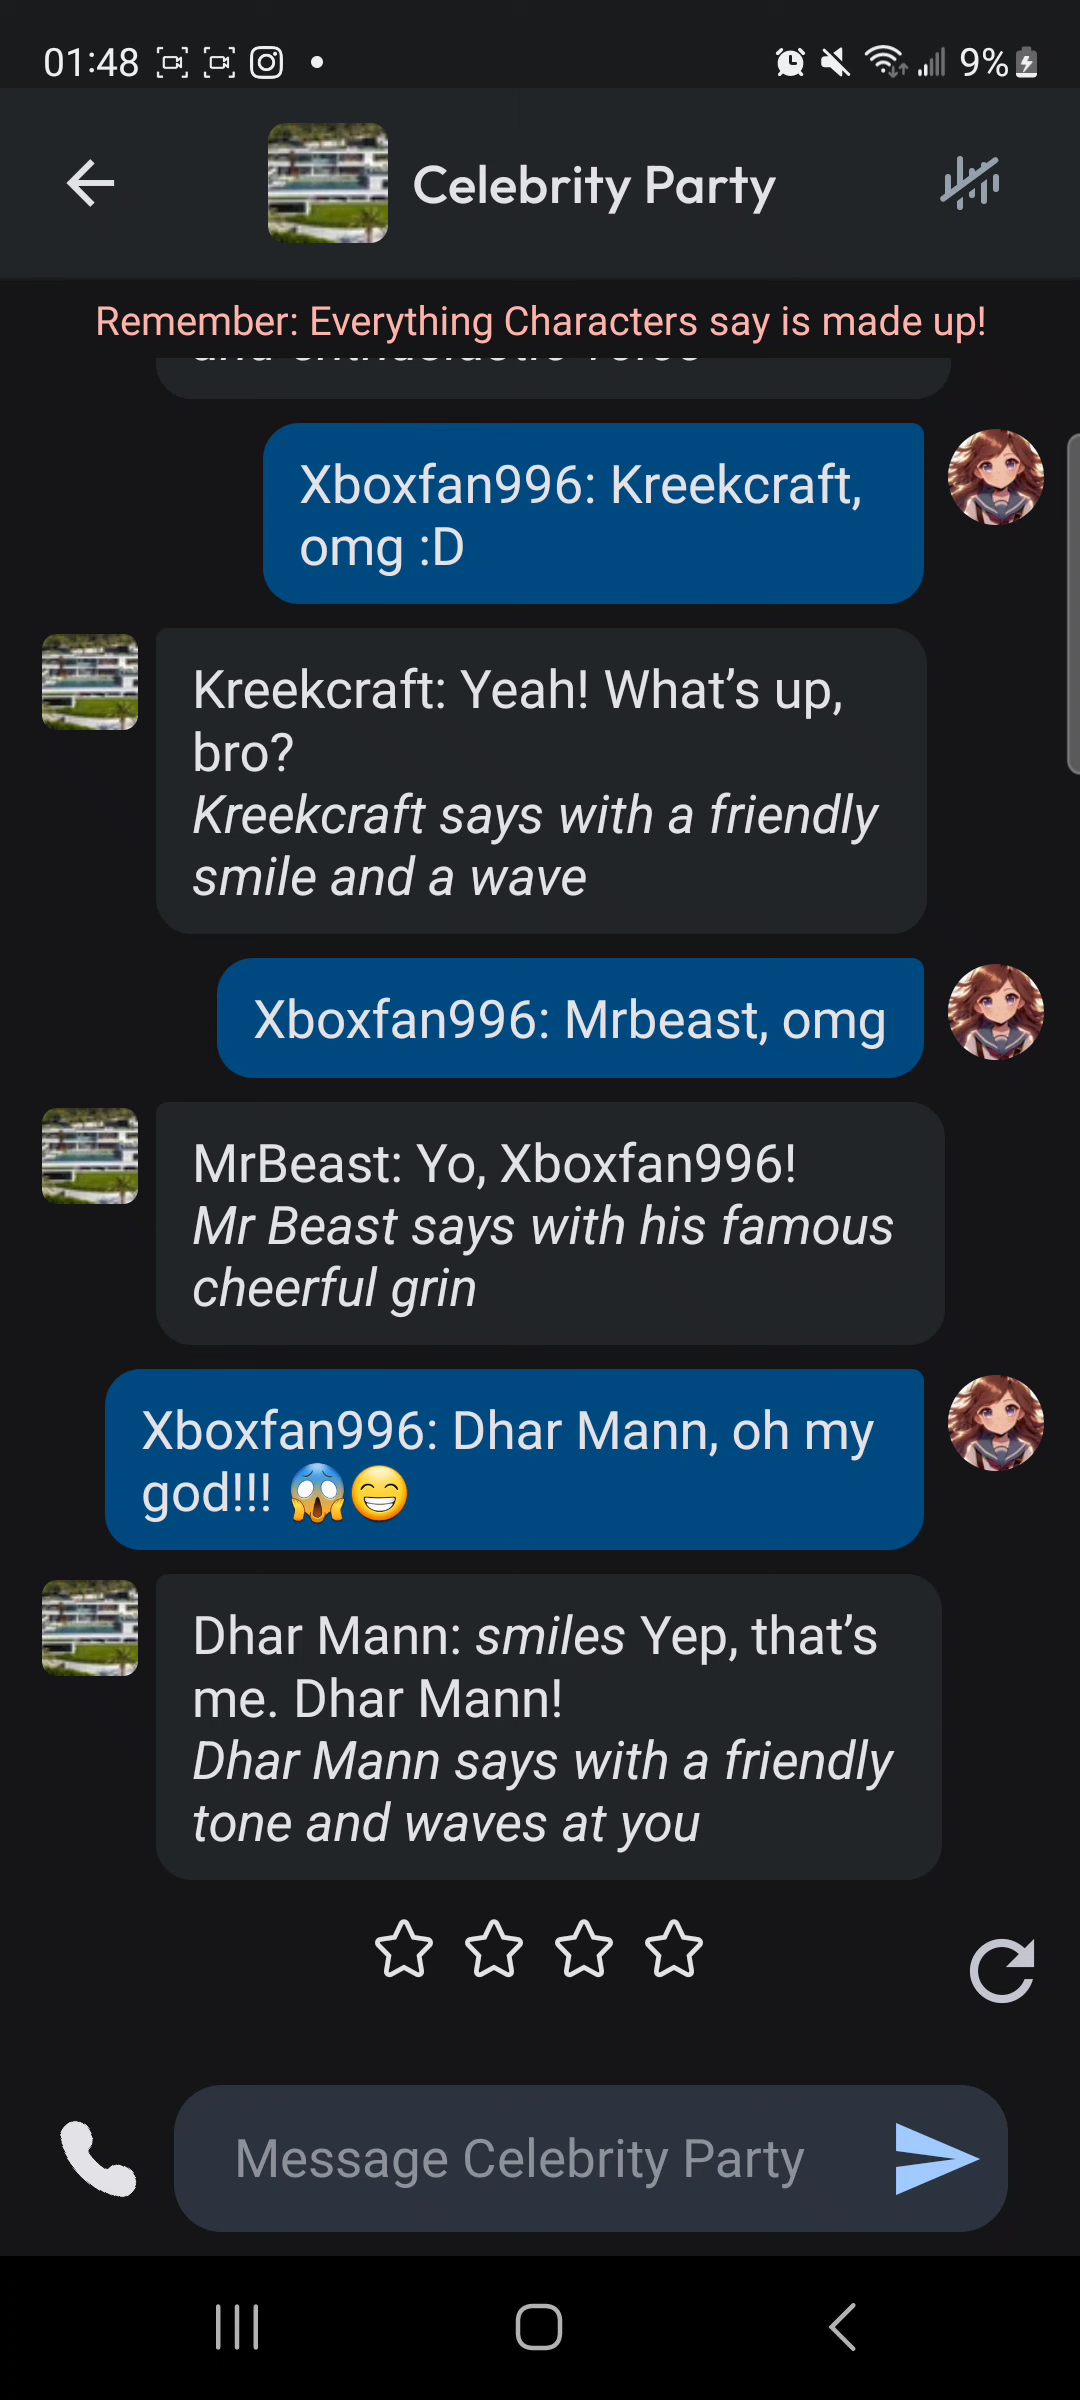 01:48
9%
Celebrity Party
Remember: Everything Characters say is made up!
Xboxfan996: Kreekcraft,
omg :D
Kreekcraft: Yeah! What’s up,
bro?
Kreekcraft says with a friendly
smile and a wave
Xboxfan996: Mrbeast, omg
MrBeast: Yo, Xboxfan996!
Mr Beast says with his famous
cheerful grin
Xboxfan996: Dhar Mann, oh my
god!!! 😱😁
Dhar Mann: smiles Yep, that’s
me. Dhar Mann!
Dhar Mann says with a friendly
tone and waves at you
Message Celebrity Party